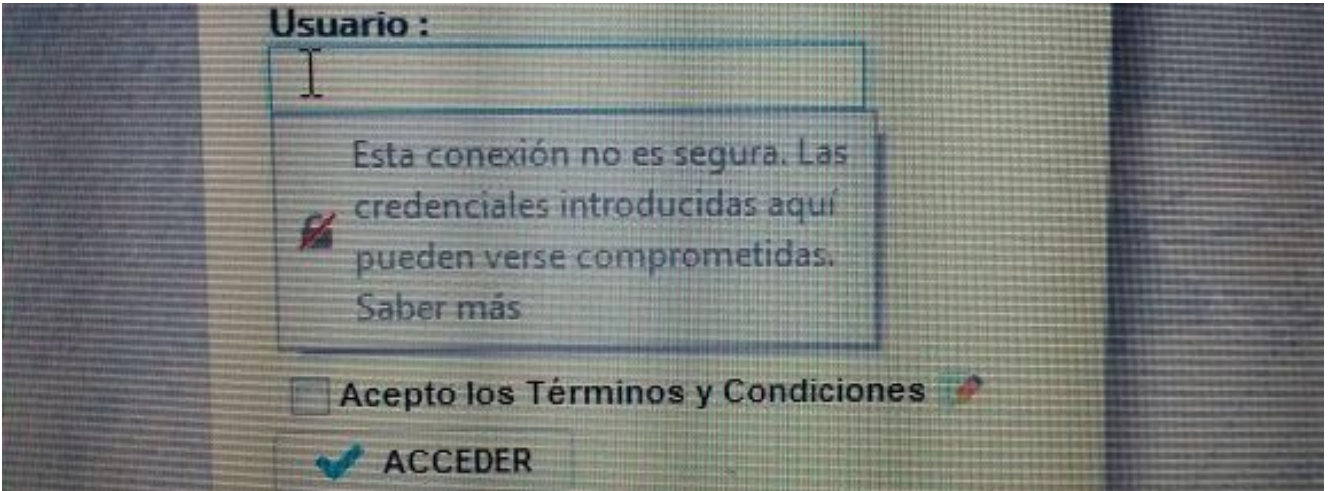 Usuario :
Esta conexión no es segura. Las
credenciales introducidas aquí
pueden verse comprometidas.
Saber más
Acepto los Términos y Condiciones
ACCEDER